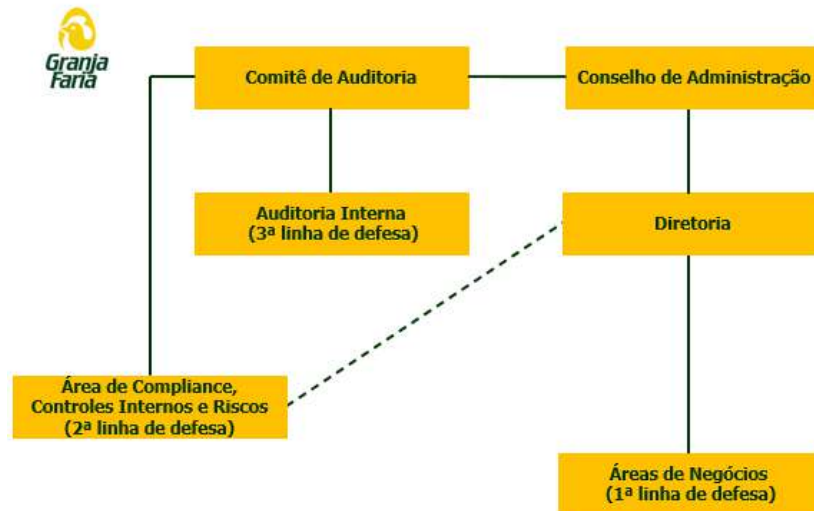 Granja
Faria
Comitê de Auditoria
Conselho de Administração
Auditoria Interna
(3ª linha de defesa)
Diretoria
Área de Compliance,
Controles Internos e Riscos
(2ª linha de defesa)
Áreas de Negócios
(1ª linha de defesa)